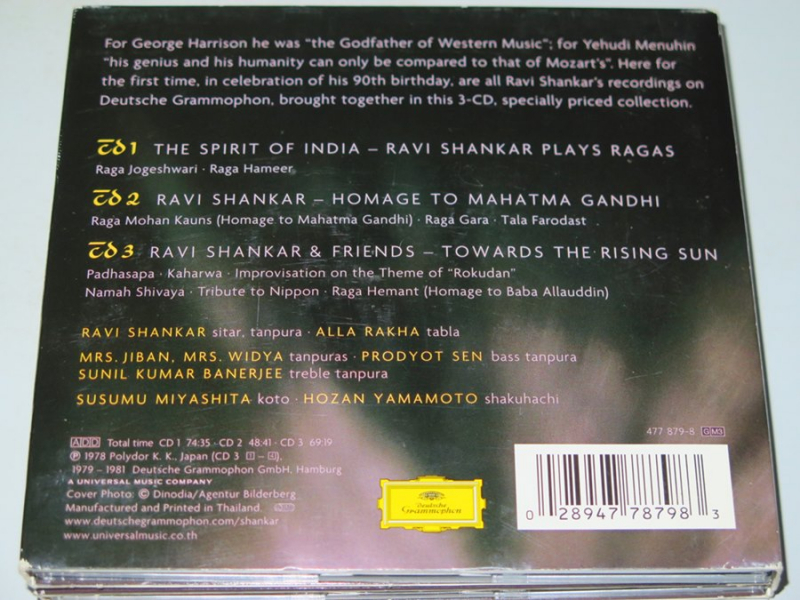 For George Harrison he was "the Godfather of Western Music"; for Yehudi Menuhin
"his genius and his humanity can only be compared to that of Mozart's". Here for
the first time, in celebration of his 90th birthday, are all Ravi Shankar's recordings on
Deutsche Grammophon, brought together in this 3-CD, specially priced collection.
CD 1 THE SPIRIT OF INDIA – RAVI SHANKAR PLAYS RAGAS
Raga Jogeshwari · Raga Hameer
CD 2 RAVI SHANKAR – HOMAGE TO MAHATMA GANDHI
Raga Mohan Kauns (Homage to Mahatma Gandhi) · Raga Gara · Tala Farodast
CD 3 RAVI SHANKAR & FRIENDS – TOWARDS THE RISING SUN
Padhasapa · Kaharwa · Improvisation on the Theme of "Rokudan"
Namah Shivaya · Tribute to Nippon · Raga Hemant (Homage to Baba Allauddin)
RAVI SHANKAR sitar, tanpura · ALLA RAKHA tabla
MRS. JIBAN, MRS. WIDYA tanpuras · PRODYOT SEN bass tanpura
SUNIL KUMAR BANERJEE treble tanpura
SUSUMU MIYASHITA koto · HOZAN YAMAMOTO shakuhachi
477 879-8 GM3
ADD Total time CD 1 74:35 · CD 2 48:41 · CD 3 69:19
℗ 1978 Polydor K. K., Japan (CD 3
1979 – 1981 Deutsche Grammophon GmbH, Hamburg
A UNIVERSAL MUSIC COMPANY
Cover Photo: © Dinodia/Agentur Bilderberg
Manufactured and Printed in Thailand.
www.deutschegrammophon.com/shankar
www.universalmusic.co.th
Deutsche
Grammophon
0 28947 78798 3